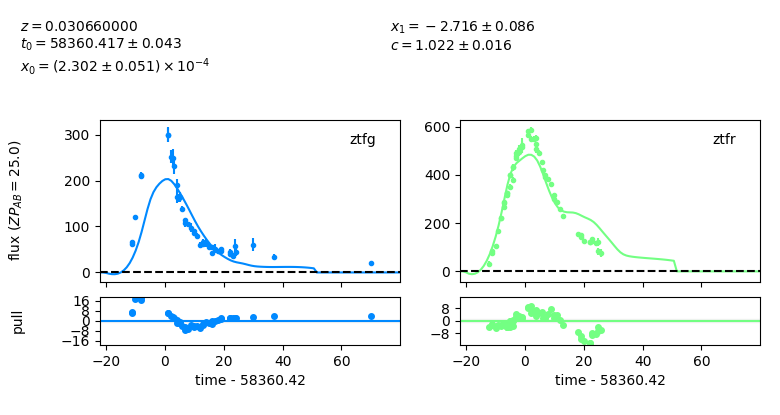 z = 0.030660000
t₀ = 58360.417 ± 0.043
x₀ = (2.302 ± 0.051) × 10⁻⁴
x₁ = −2.716 ± 0.086
c = 1.022 ± 0.016
flux (ZP_AB = 25.0)
300
200
100
0
ztfg
600
400
200
0
ztfr
pull
16
8
0
−8
−16
8
0
−8
−20 0 20 40 60
−20 0 20 40 60
time - 58360.42
time - 58360.42